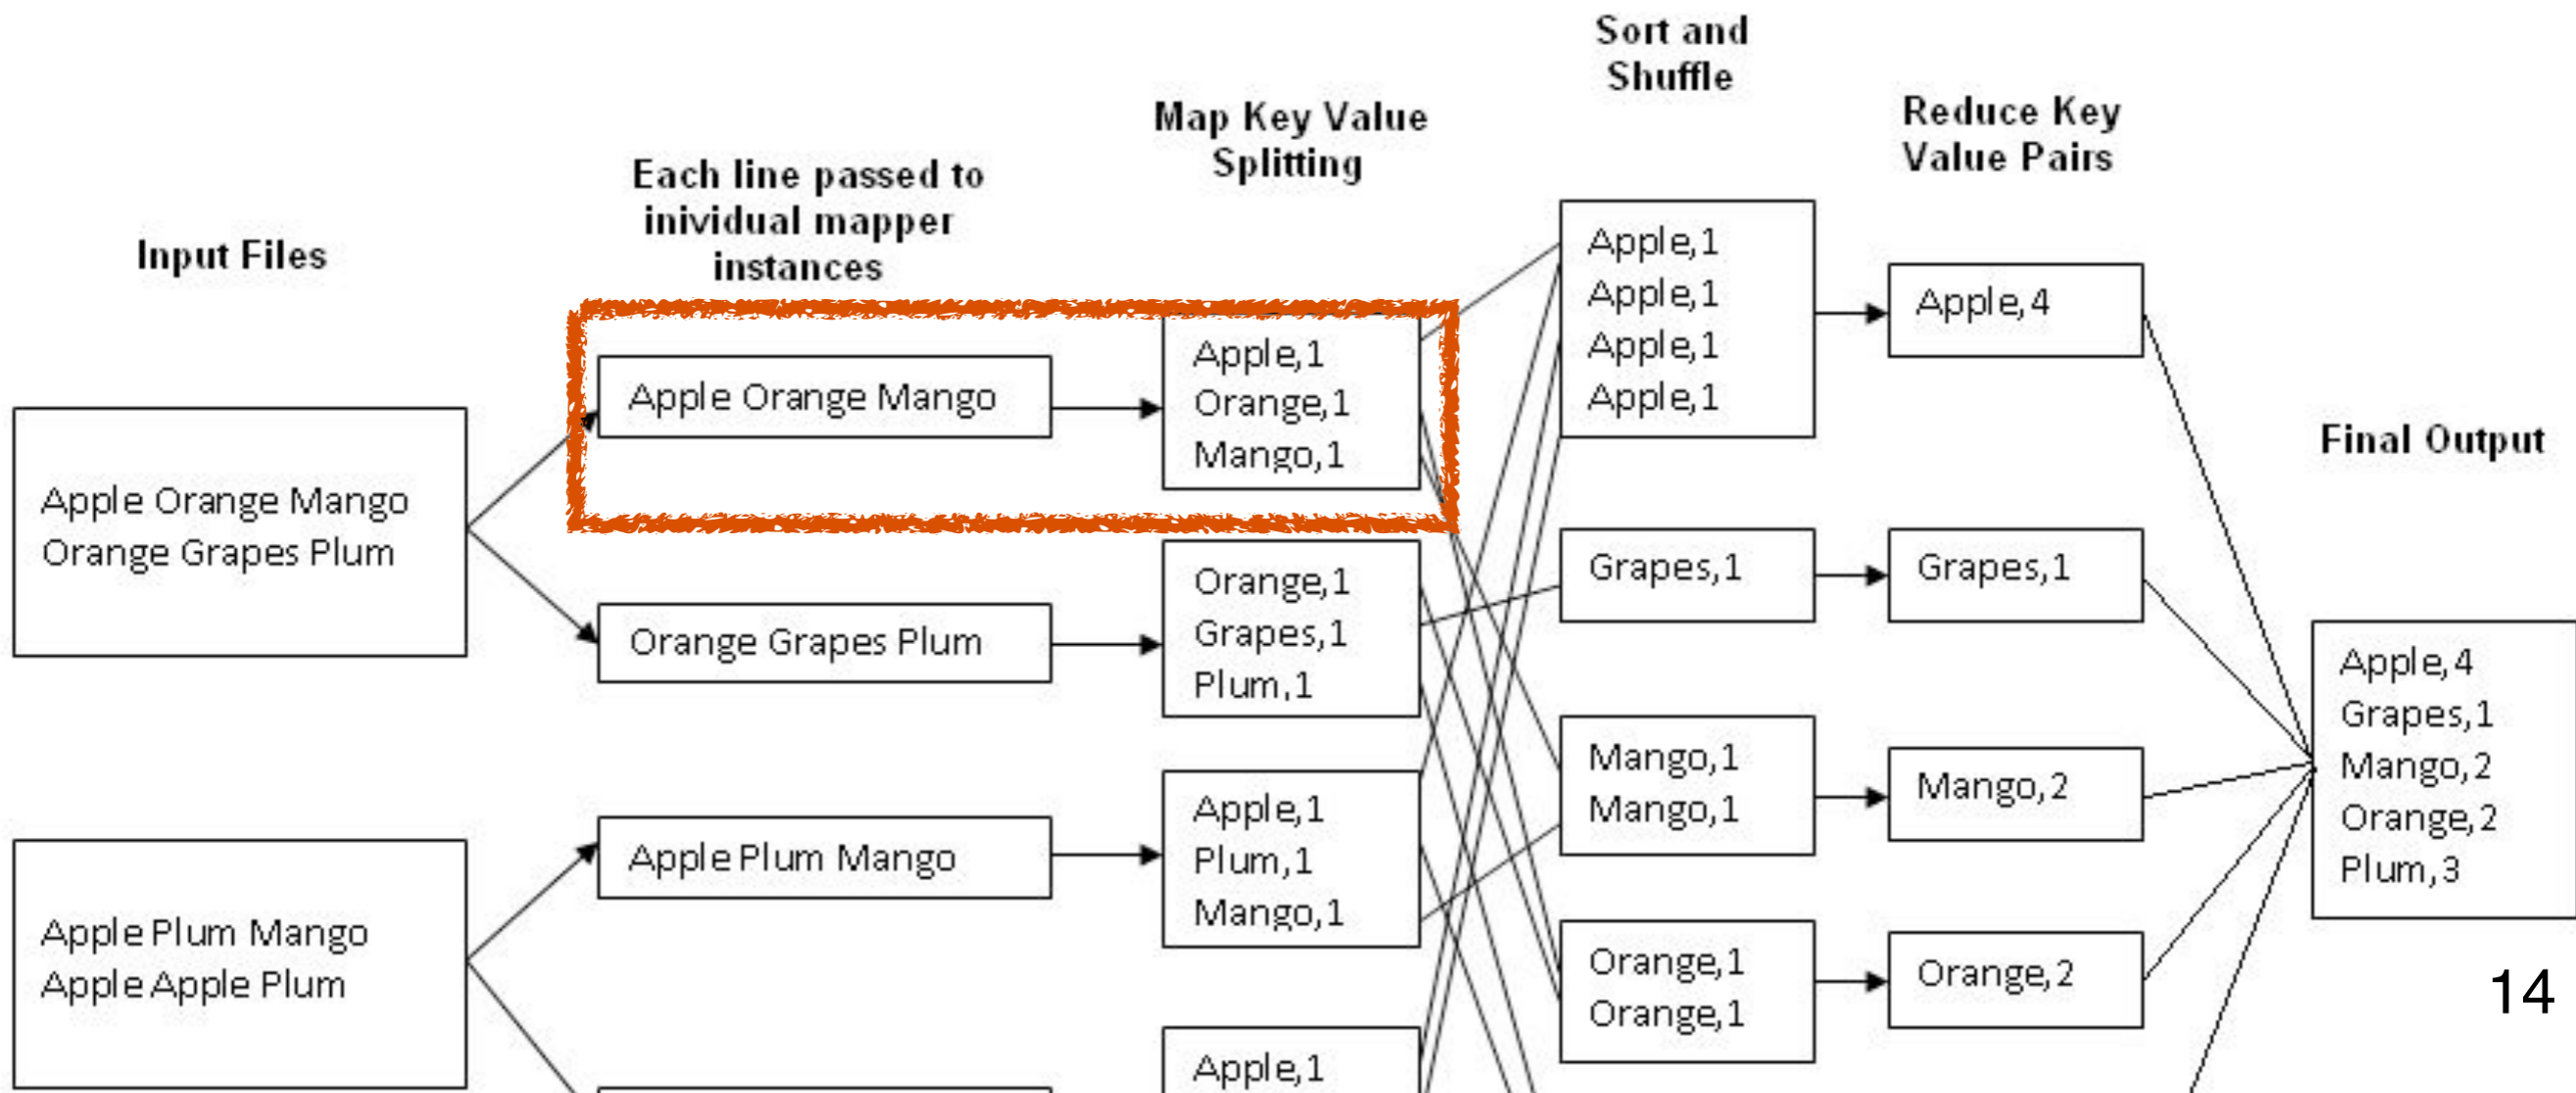 Input Files
Each line passed to
inividual mapper
instances
Map Key Value
Splitting
Sort and
Shuffle
Reduce Key
Value Pairs
Final Output
Apple Orange Mango
Orange Grapes Plum
Apple Plum Mango
Apple Apple Plum
Apple Orange Mango
Orange Grapes Plum
Apple Plum Mango
Apple,1
Orange,1
Mango,1
Orange,1
Grapes,1
Plum,1
Apple,1
Plum,1
Mango,1
Apple,1
Apple,1
Apple,1
Apple,1
Apple,1
Grapes,1
Mango,1
Mango,1
Orange,1
Orange,1
Apple,4
Grapes,1
Mango,2
Orange,2
Apple,4
Grapes,1
Mango,2
Orange,2
Plum,3
14